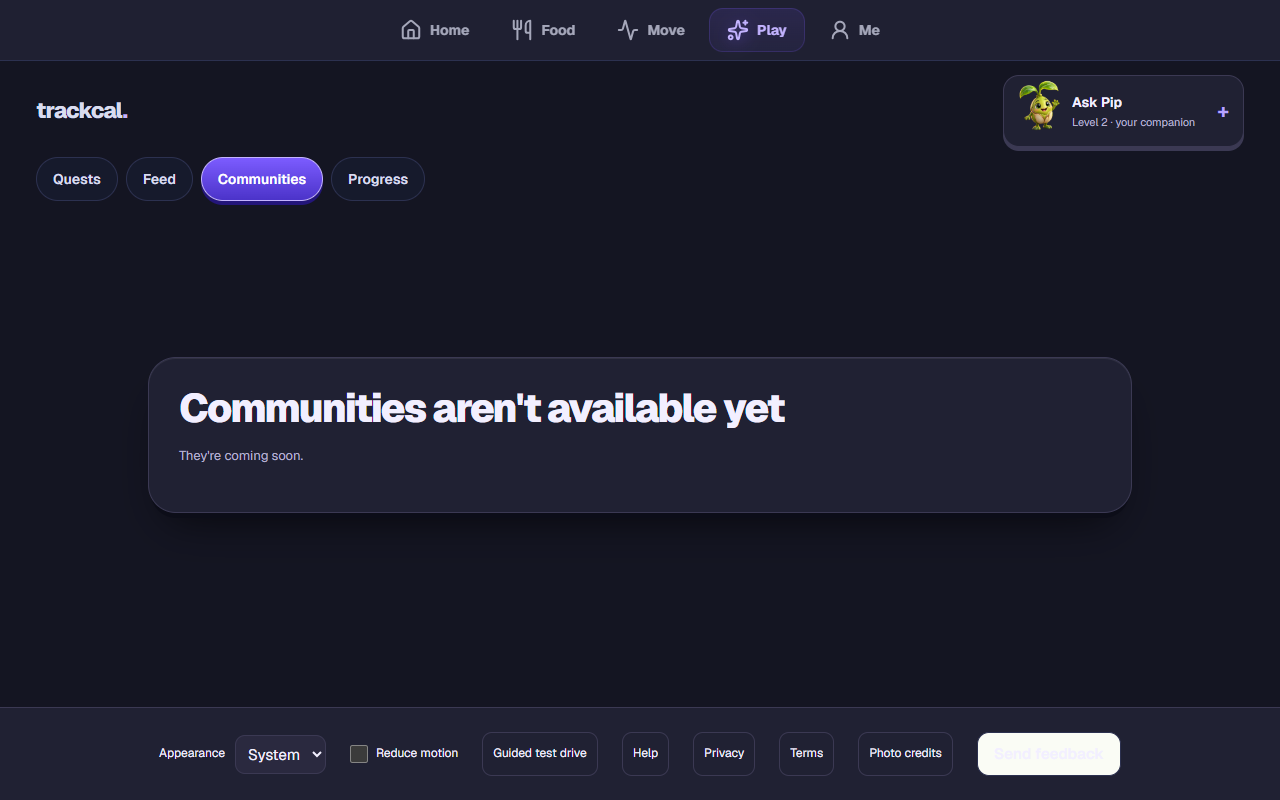 Home
Food
Move
Play
Me
trackcal.
Ask Pip
Level 2 · your companion
+
Quests
Feed
Communities
Progress
Communities aren't available yet
They're coming soon.
Appearance
System
Reduce motion
Guided test drive
Help
Privacy
Terms
Photo credits
Send feedback